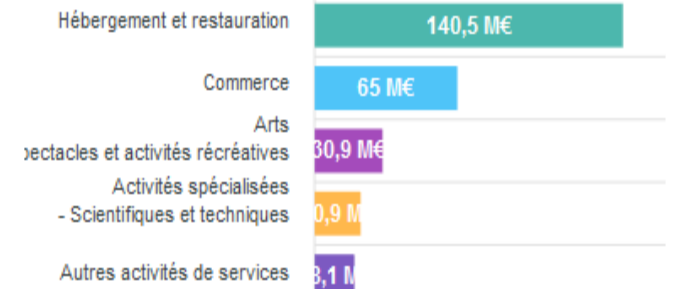 Hébergement et restauration 140,5 M€
Commerce 65 M€
Arts
pectacles et activités récréatives 30,9 M€
Activités spécialisées
- Scientifiques et techniques 0,9 M
Autres activités de services 3,1 M